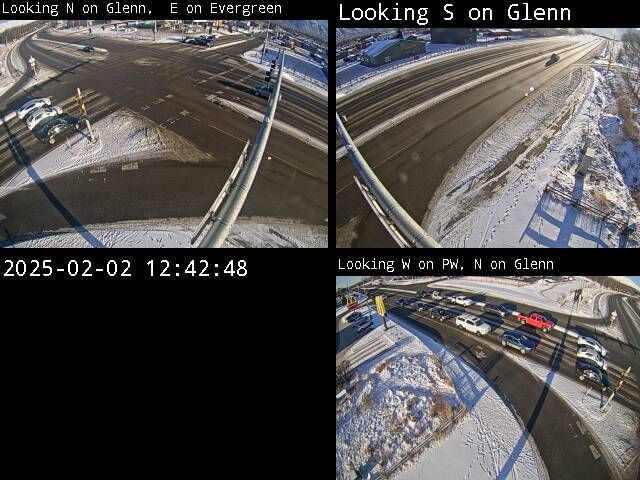 Looking N on Glenn, E on Evergreen
Looking S on Glenn
2025-02-02 12:42:48
Looking W on PW, N on Glenn